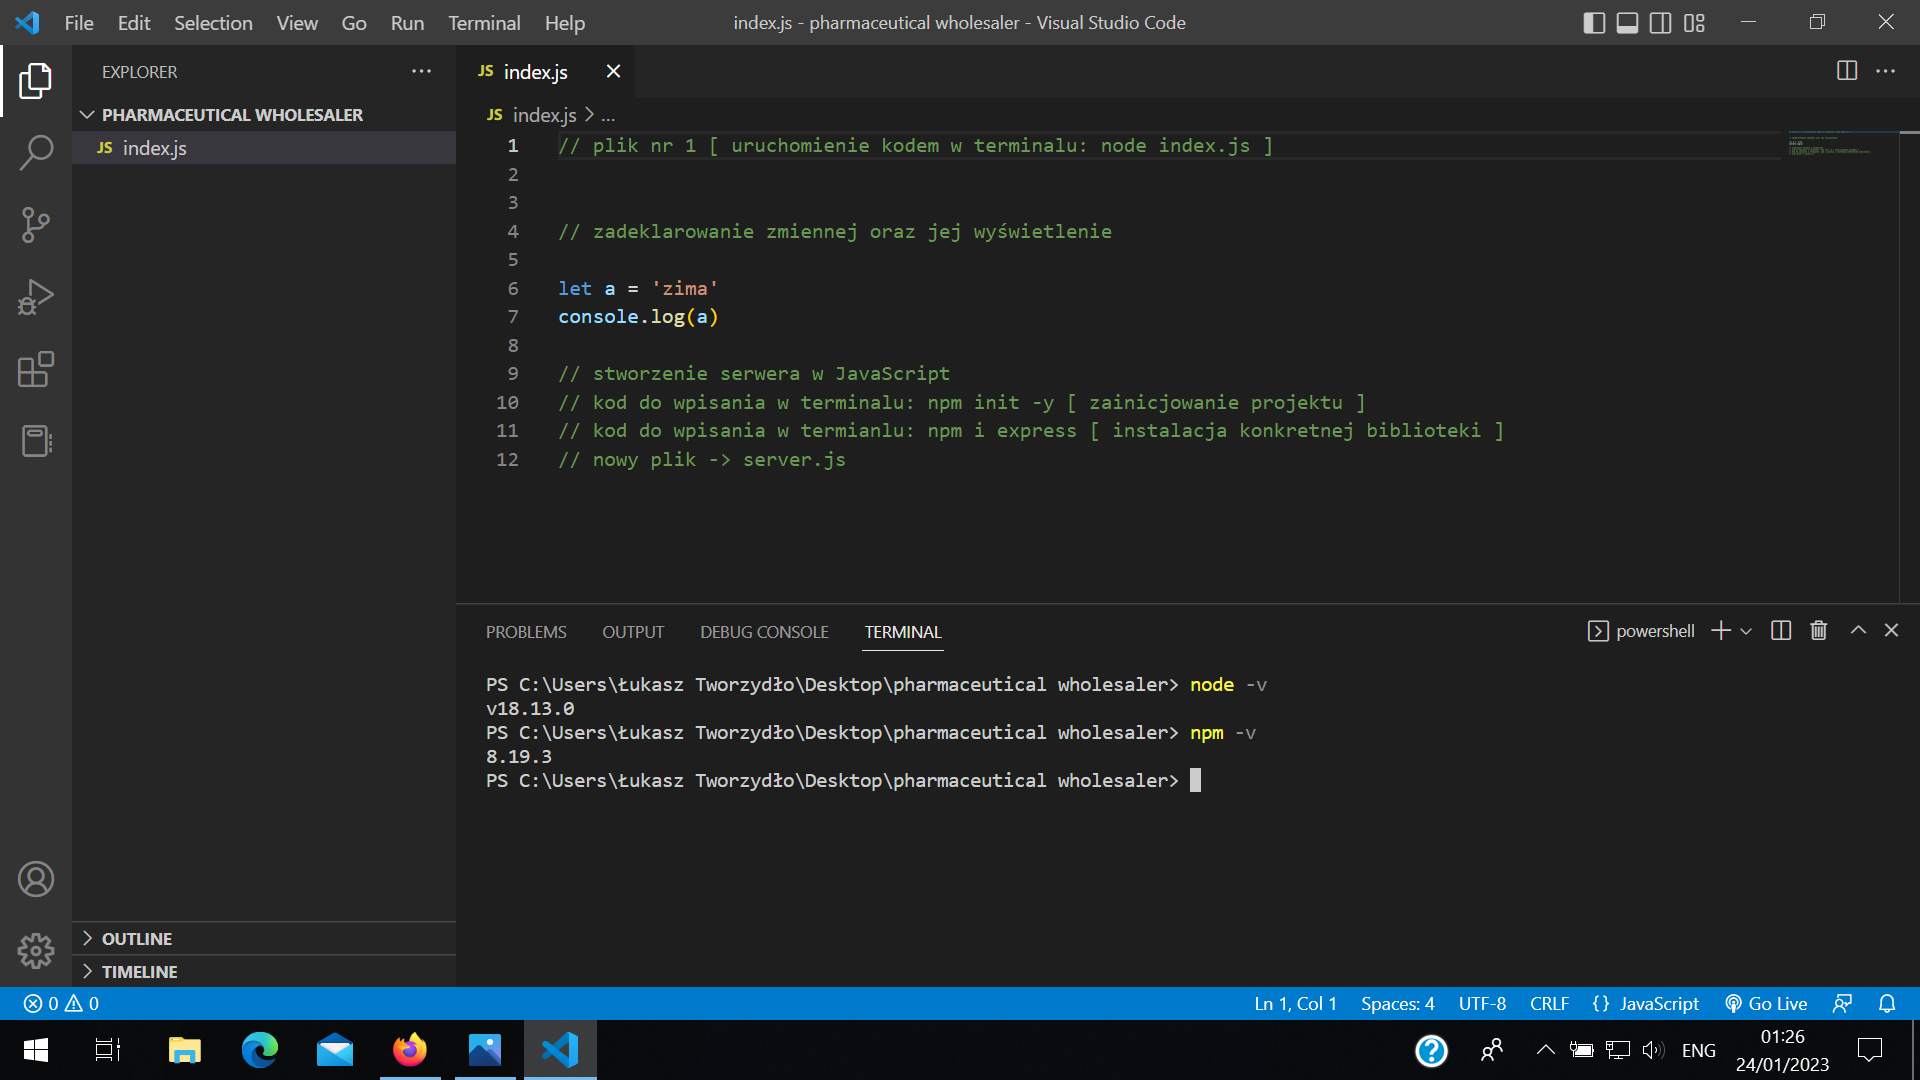 File Edit Selection View Go Run Terminal Help
index.js - pharmaceutical wholesaler - Visual Studio Code
EXPLORER
PHARMACEUTICAL WHOLESALER
JS index.js
OUTLINE
TIMELINE
JS index.js
JS index.js > ...
1 // plik nr 1 [ uruchomienie kodem w terminalu: node index.js ]
2
3
4 // zadeklarowanie zmiennej oraz jej wyświetlenie
5
6 let a = 'zima'
7 console.log(a)
8
9 // stworzenie serwera w JavaScript
10 // kod do wpisania w terminalu: npm init -y [ zainicjowanie projektu ]
11 // kod do wpisania w termianlu: npm i express [ instalacja konkretnej biblioteki ]
12 // nowy plik -> server.js
PROBLEMS OUTPUT DEBUG CONSOLE TERMINAL
powershell
PS C:\Users\Łukasz Tworzydło\Desktop\pharmaceutical wholesaler> node -v
v18.13.0
PS C:\Users\Łukasz Tworzydło\Desktop\pharmaceutical wholesaler> npm -v
8.19.3
PS C:\Users\Łukasz Tworzydło\Desktop\pharmaceutical wholesaler>
0 0
Ln 1, Col 1 Spaces: 4 UTF-8 CRLF {} JavaScript Go Live
ENG
01:26
24/01/2023